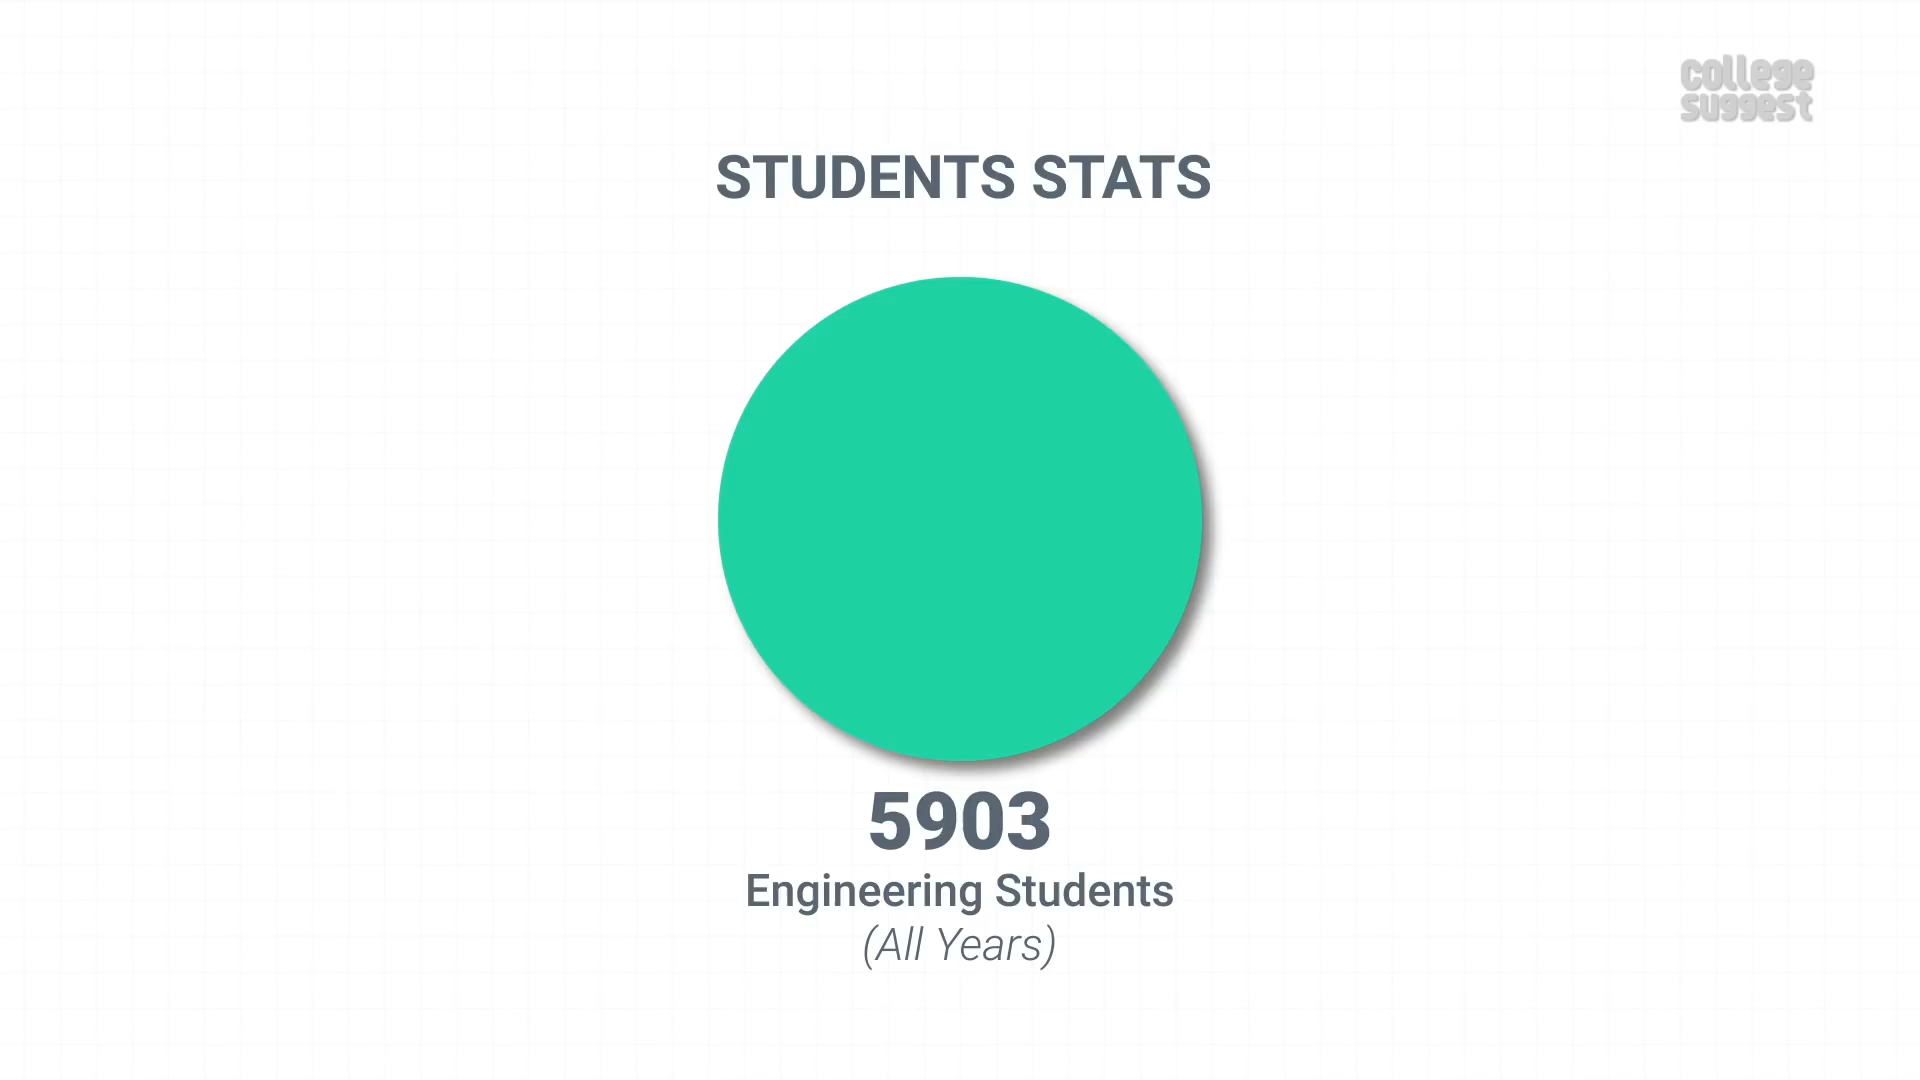 college
suggest
STUDENTS STATS
5903
Engineering Students
(All Years)